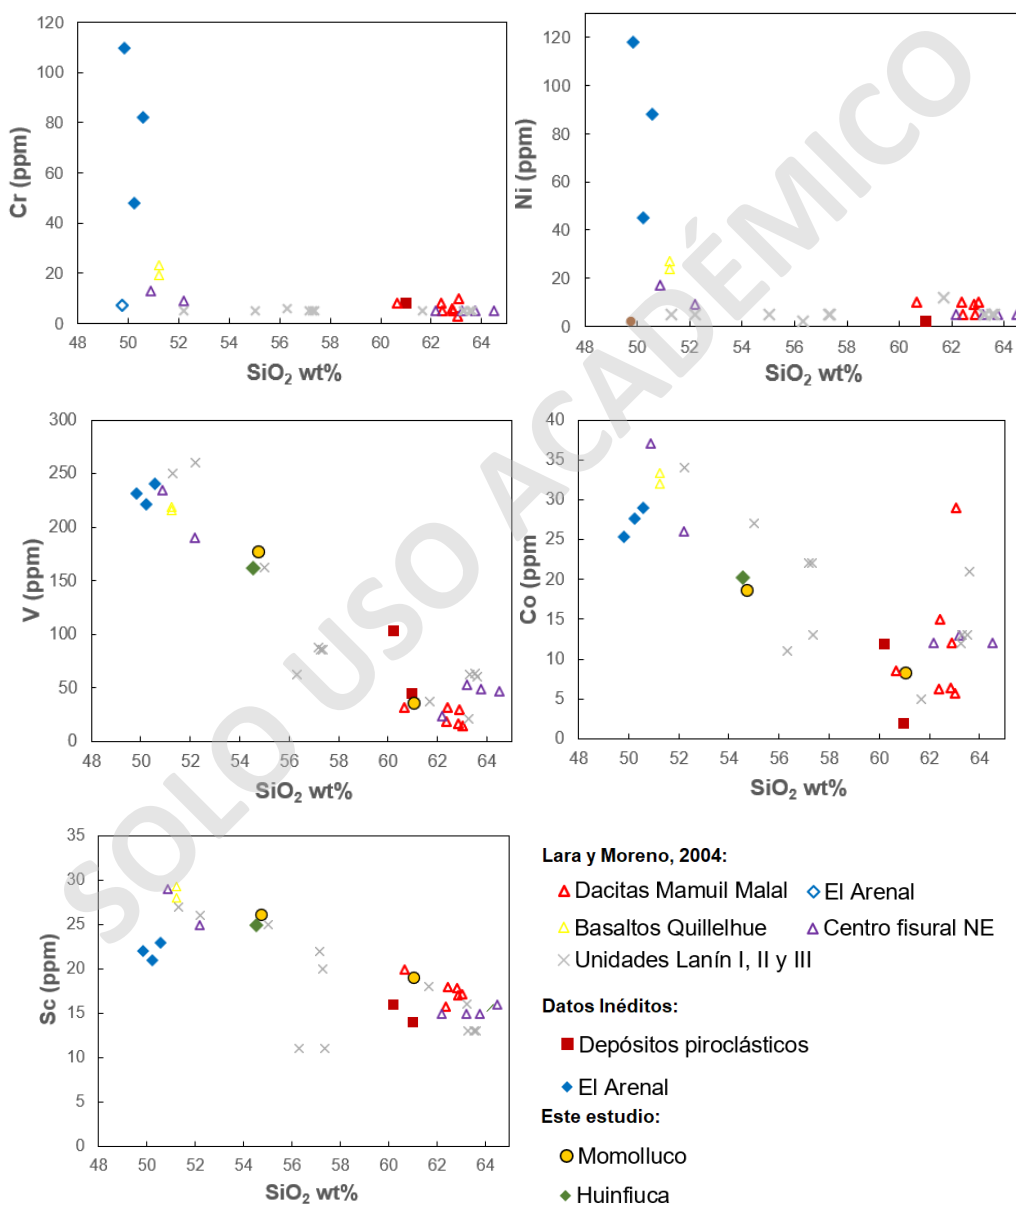 120
100
80
60
40
20
0
Cr (ppm)
48 50 52 54 56 58 60 62 64
SiO2 wt%
120
100
80
60
40
20
0
Ni (ppm)
48 50 52 54 56 58 60 62 64
SiO2 wt%
300
250
200
150
100
50
0
V (ppm)
48 50 52 54 56 58 60 62 64
SiO2 wt%
40
35
30
25
20
15
10
5
0
Co (ppm
48 50 52 54 56 58 60 62 64
SiO2 wt%
35
30
25
20
15
10
5
0
Sc (ppm)
48 50 52 54 56 58 60 62 64
SiO2 wt%
Lara y Moreno, 2004:
Dacitas Mamuil Malal El Arenal
Basaltos Quillelhue Centro fisural NE
Unidades Lanín I, II y III
Datos Inéditos:
Depósitos piroclásticos
El Arenal
Este estudio:
Momolluco
Huinfiuca
SOLO USO ACADÉMICO